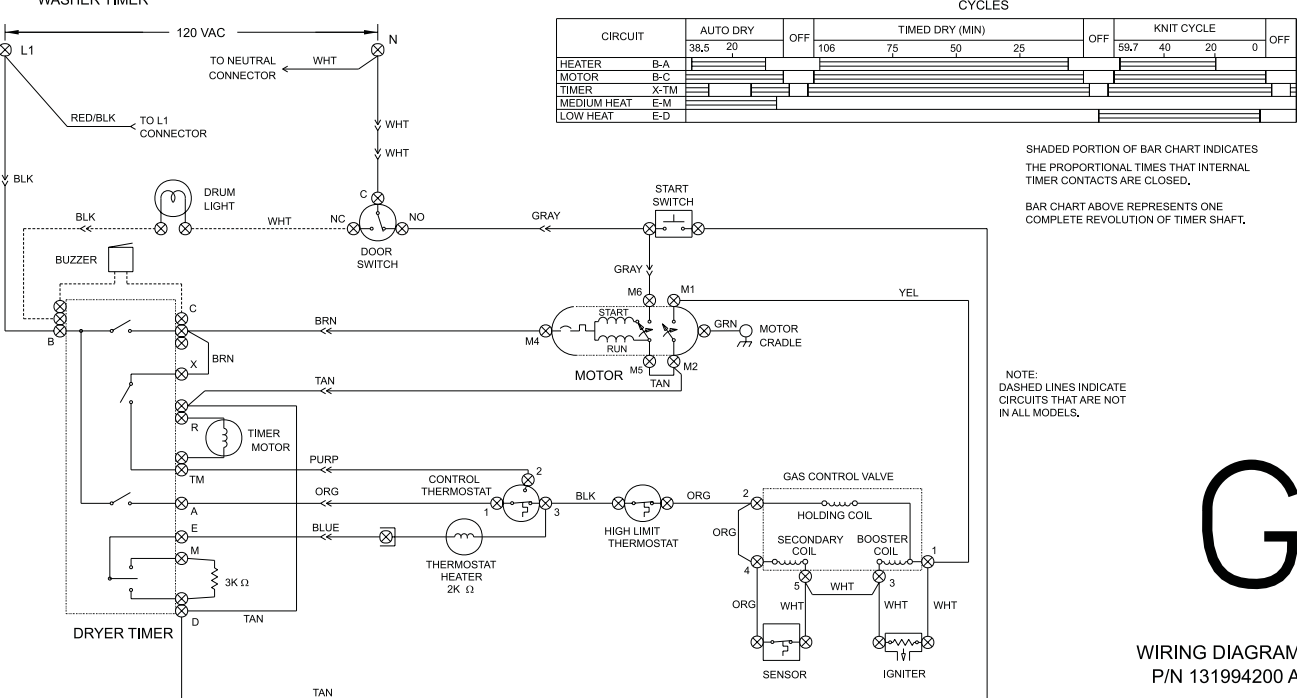 WASHER TIMER
CYCLES
120 VAC
L1
N
TO NEUTRAL
CONNECTOR
WHT
RED/BLK
TO L1
CONNECTOR
WHT
WHT
BLK
CIRCUIT
AUTO DRY
OFF
TIMED DRY (MIN)
OFF
KNIT CYCLE
OFF
38.5 20 106 75 50 25 59.7 40 20 0
HEATER B-A
MOTOR B-C
TIMER X-TM
MEDIUM HEAT E-M
LOW HEAT E-D
SHADED PORTION OF BAR CHART INDICATES
THE PROPORTIONAL TIMES THAT INTERNAL
TIMER CONTACTS ARE CLOSED.
BAR CHART ABOVE REPRESENTS ONE
COMPLETE REVOLUTION OF TIMER SHAFT.
DRUM
LIGHT
C
START
SWITCH
BLK
WHT
NC
NO
GRAY
DOOR
SWITCH
BUZZER
GRAY
M6
M1
YEL
C
START
BRN
GRN
MOTOR
CRADLE
B
M4
RUN
BRN
X
M5
M2
MOTOR
TAN
TAN
NOTE:
DASHED LINES INDICATE
CIRCUITS THAT ARE NOT
IN ALL MODELS.
R
TIMER
MOTOR
PURP
TM
CONTROL
THERMOSTAT
2
GAS CONTROL VALVE
ORG
1
3
BLK
ORG
2
A
HOLDING COIL
HIGH LIMIT
THERMOSTAT
E
BLUE
ORG
SECONDARY
COIL
BOOSTER
COIL
1
M
THERMOSTAT
HEATER
2K Ω
4
5
WHT
3
3K Ω
ORG
WHT
WHT
WHT
D
TAN
DRYER TIMER
SENSOR
IGNITER
TAN
G
WIRING DIAGRAM
P/N 131994200 A